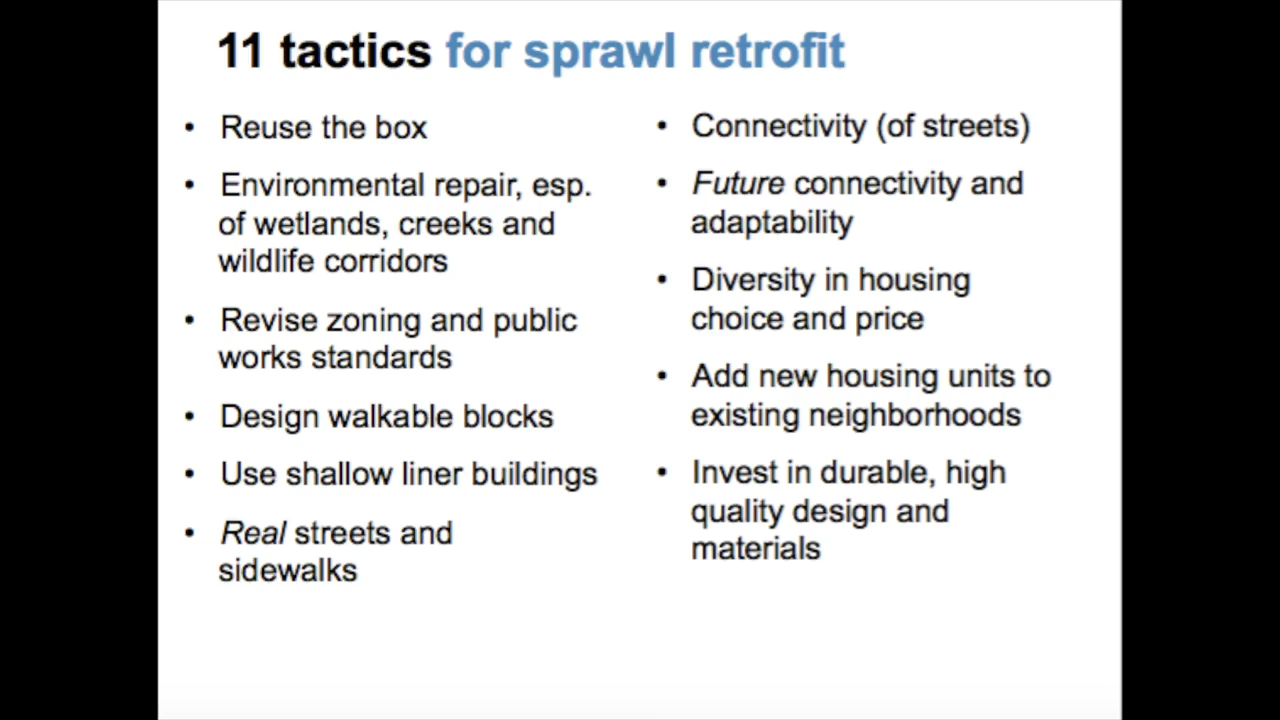 11 tactics for sprawl retrofit
• Reuse the box
• Environmental repair, esp.
of wetlands, creeks and
wildlife corridors
• Revise zoning and public
works standards
• Design walkable blocks
• Use shallow liner buildings
• Real streets and
sidewalks
• Connectivity (of streets)
• Future connectivity and
adaptability
• Diversity in housing
choice and price
• Add new housing units to
existing neighborhoods
• Invest in durable, high
quality design and
materials